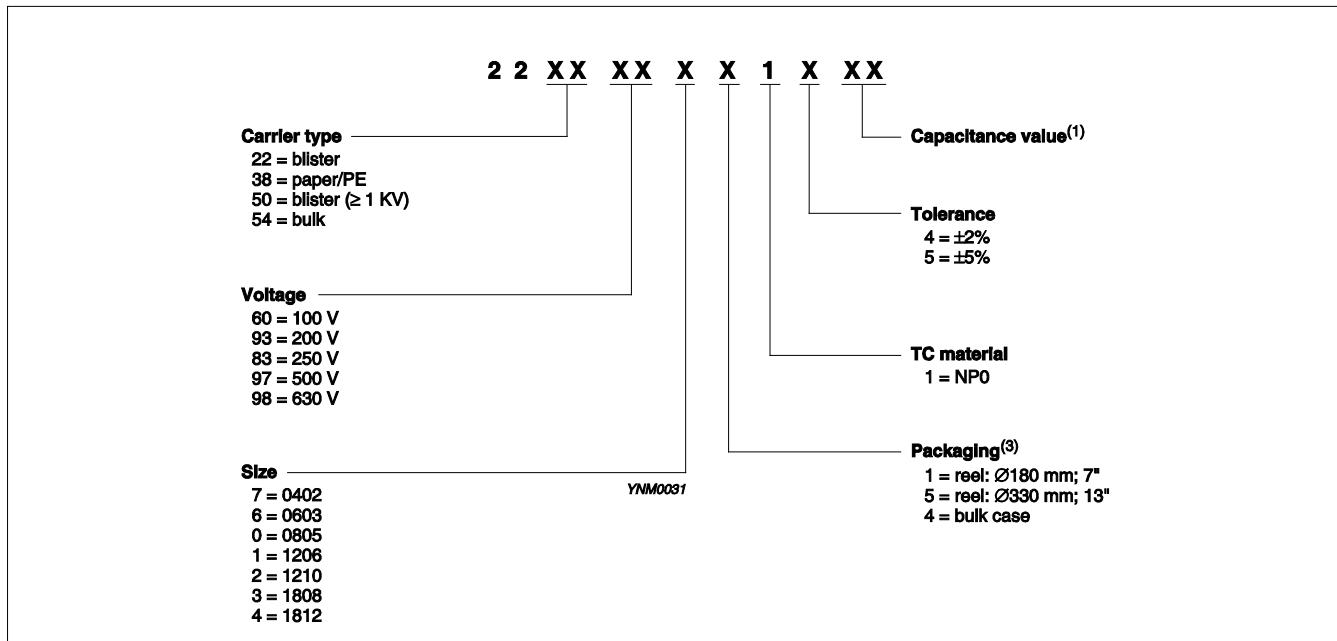 2 2 X X X X X X 1 X X X
Carrier type
22 = blister
38 = paper/PE
50 = blister (≥ 1 KV)
54 = bulk
Voltage
60 = 100 V
93 = 200 V
83 = 250 V
97 = 500 V
98 = 630 V
Size
7 = 0402
6 = 0603
0 = 0805
1 = 1206
2 = 1210
3 = 1808
4 = 1812
YNM0031
Capacitance value(1)
Tolerance
4 = ±2%
5 = ±5%
TC material
1 = NP0
Packaging(3)
1 = reel: Ø180 mm; 7"
5 = reel: Ø330 mm; 13"
4 = bulk case